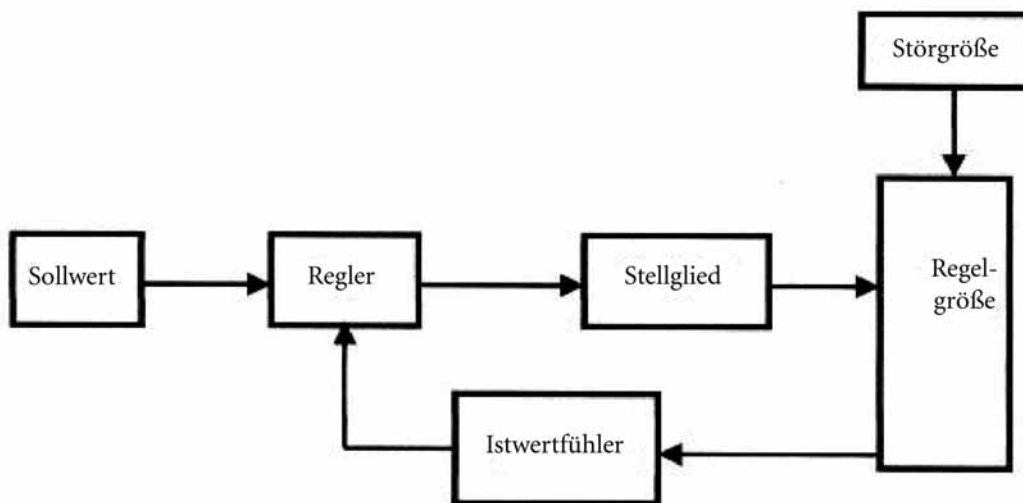 Störgröße
Sollwert
Regler
Stellglied
Regel-
größe
Istwertfühler